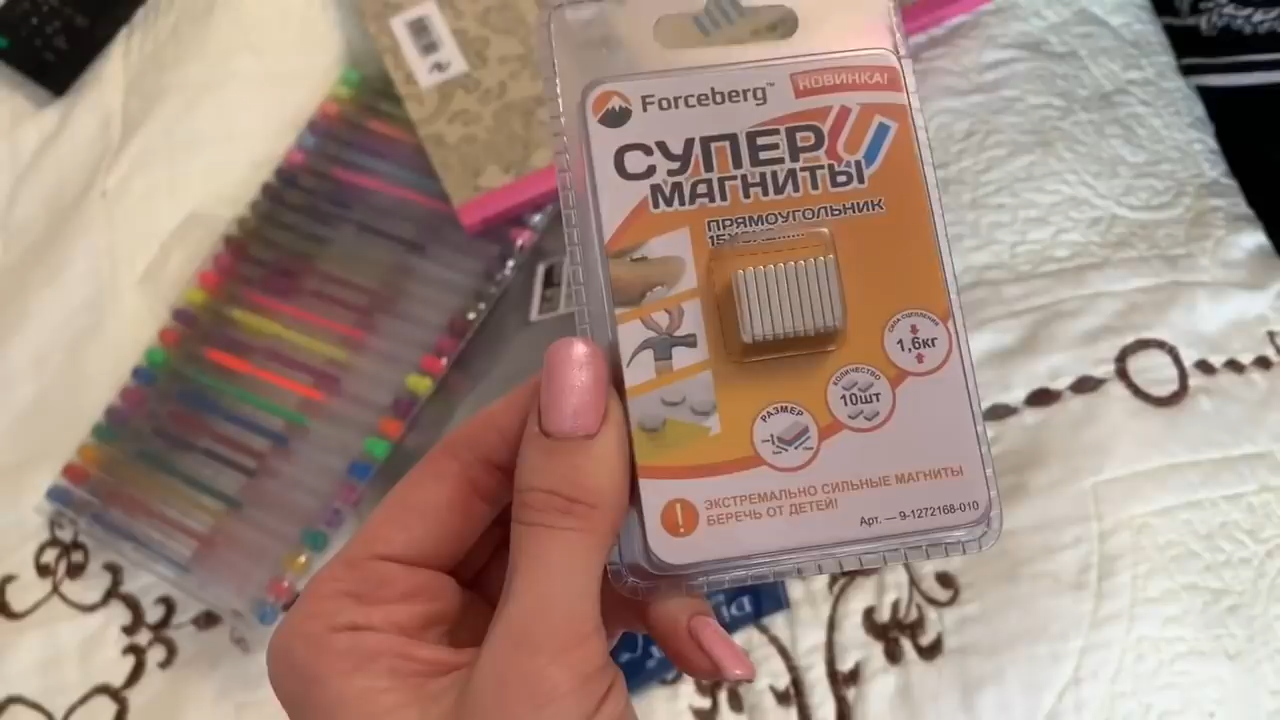 Forceberg™
НОВИНКА!
СУПЕР
МАГНИТЫ
ПРЯМОУГОЛЬНИК
СИЛА СЦЕПЛЕНИЯ
1,6кг
КОЛИЧЕСТВО
10шт
РАЗМЕР
ЭКСТРЕМАЛЬНО СИЛЬНЫЕ МАГНИТЫ
БЕРЕЧЬ ОТ ДЕТЕЙ!
Арт. — 9-1272168-010